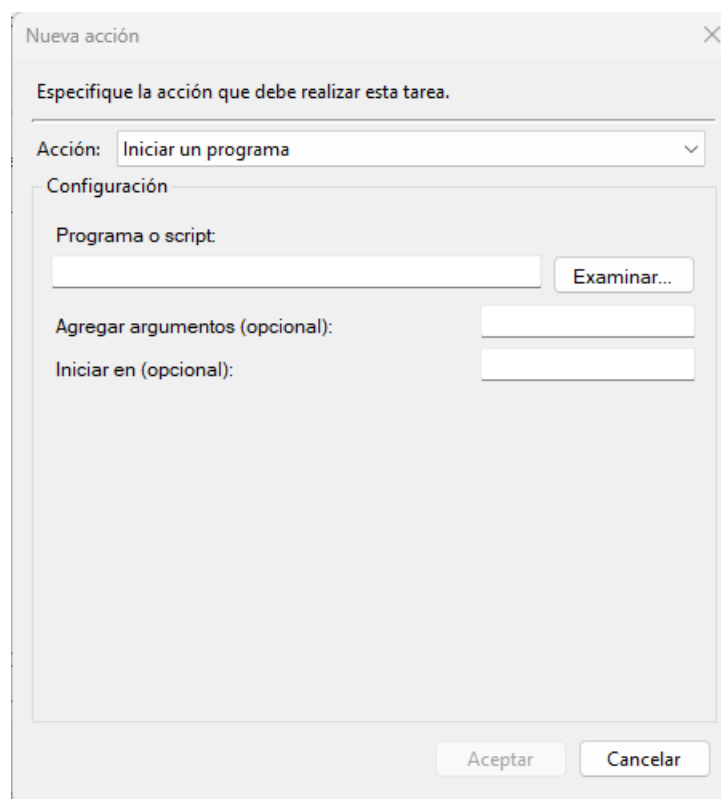 Nueva acción
Especifique la acción que debe realizar esta tarea.
Acción: Iniciar un programa
Configuración
Programa o script:
Examinar...
Agregar argumentos (opcional):
Iniciar en (opcional):
Aceptar Cancelar